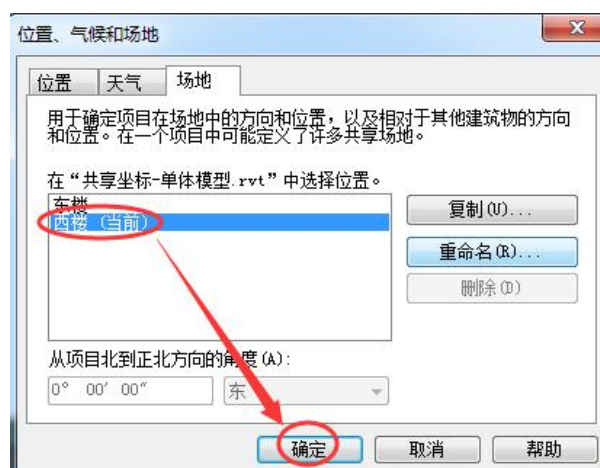 位置、气候和场地
位置 天气 场地
用于确定项目在场地中的方向和位置，以及相对于其他建筑物的方向
和位置。在一个项目中可能定义了许多共享场地。
在“共享坐标-单体模型.rvt”中选择位置。
东楼
西楼 (当前)
复制(U)...
重命名(R)...
删除(D)
从项目北到正北方向的角度(A):
0° 00′ 00″ 东
确定 取消 帮助